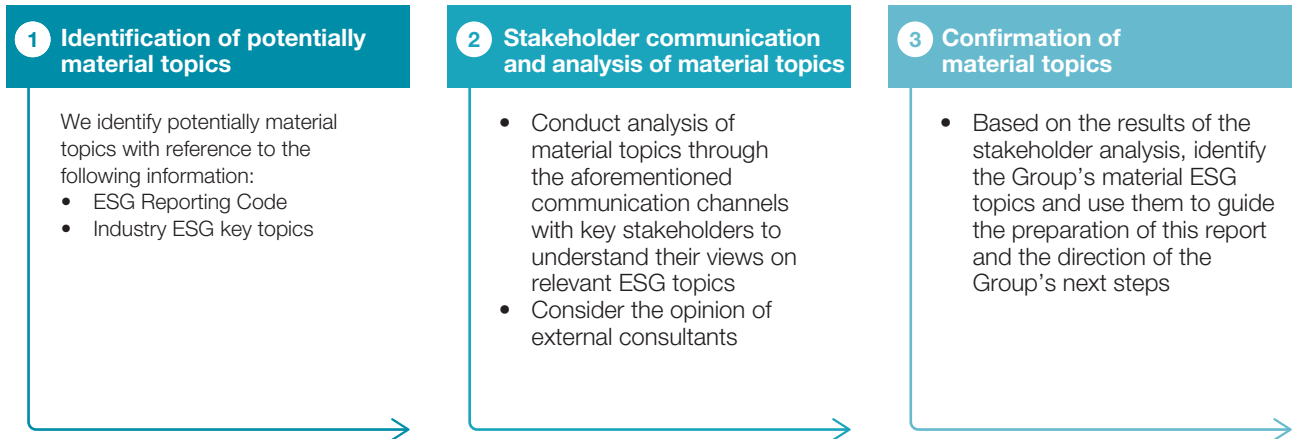 1 Identification of potentially
material topics
We identify potentially material
topics with reference to the
following information:
• ESG Reporting Code
• Industry ESG key topics
2 Stakeholder communication
and analysis of material topics
• Conduct analysis of
material topics through
the aforementioned
communication channels
with key stakeholders to
understand their views on
relevant ESG topics
• Consider the opinion of
external consultants
3 Confirmation of
material topics
• Based on the results of the
stakeholder analysis, identify
the Group’s material ESG
topics and use them to guide
the preparation of this report
and the direction of the
Group’s next steps